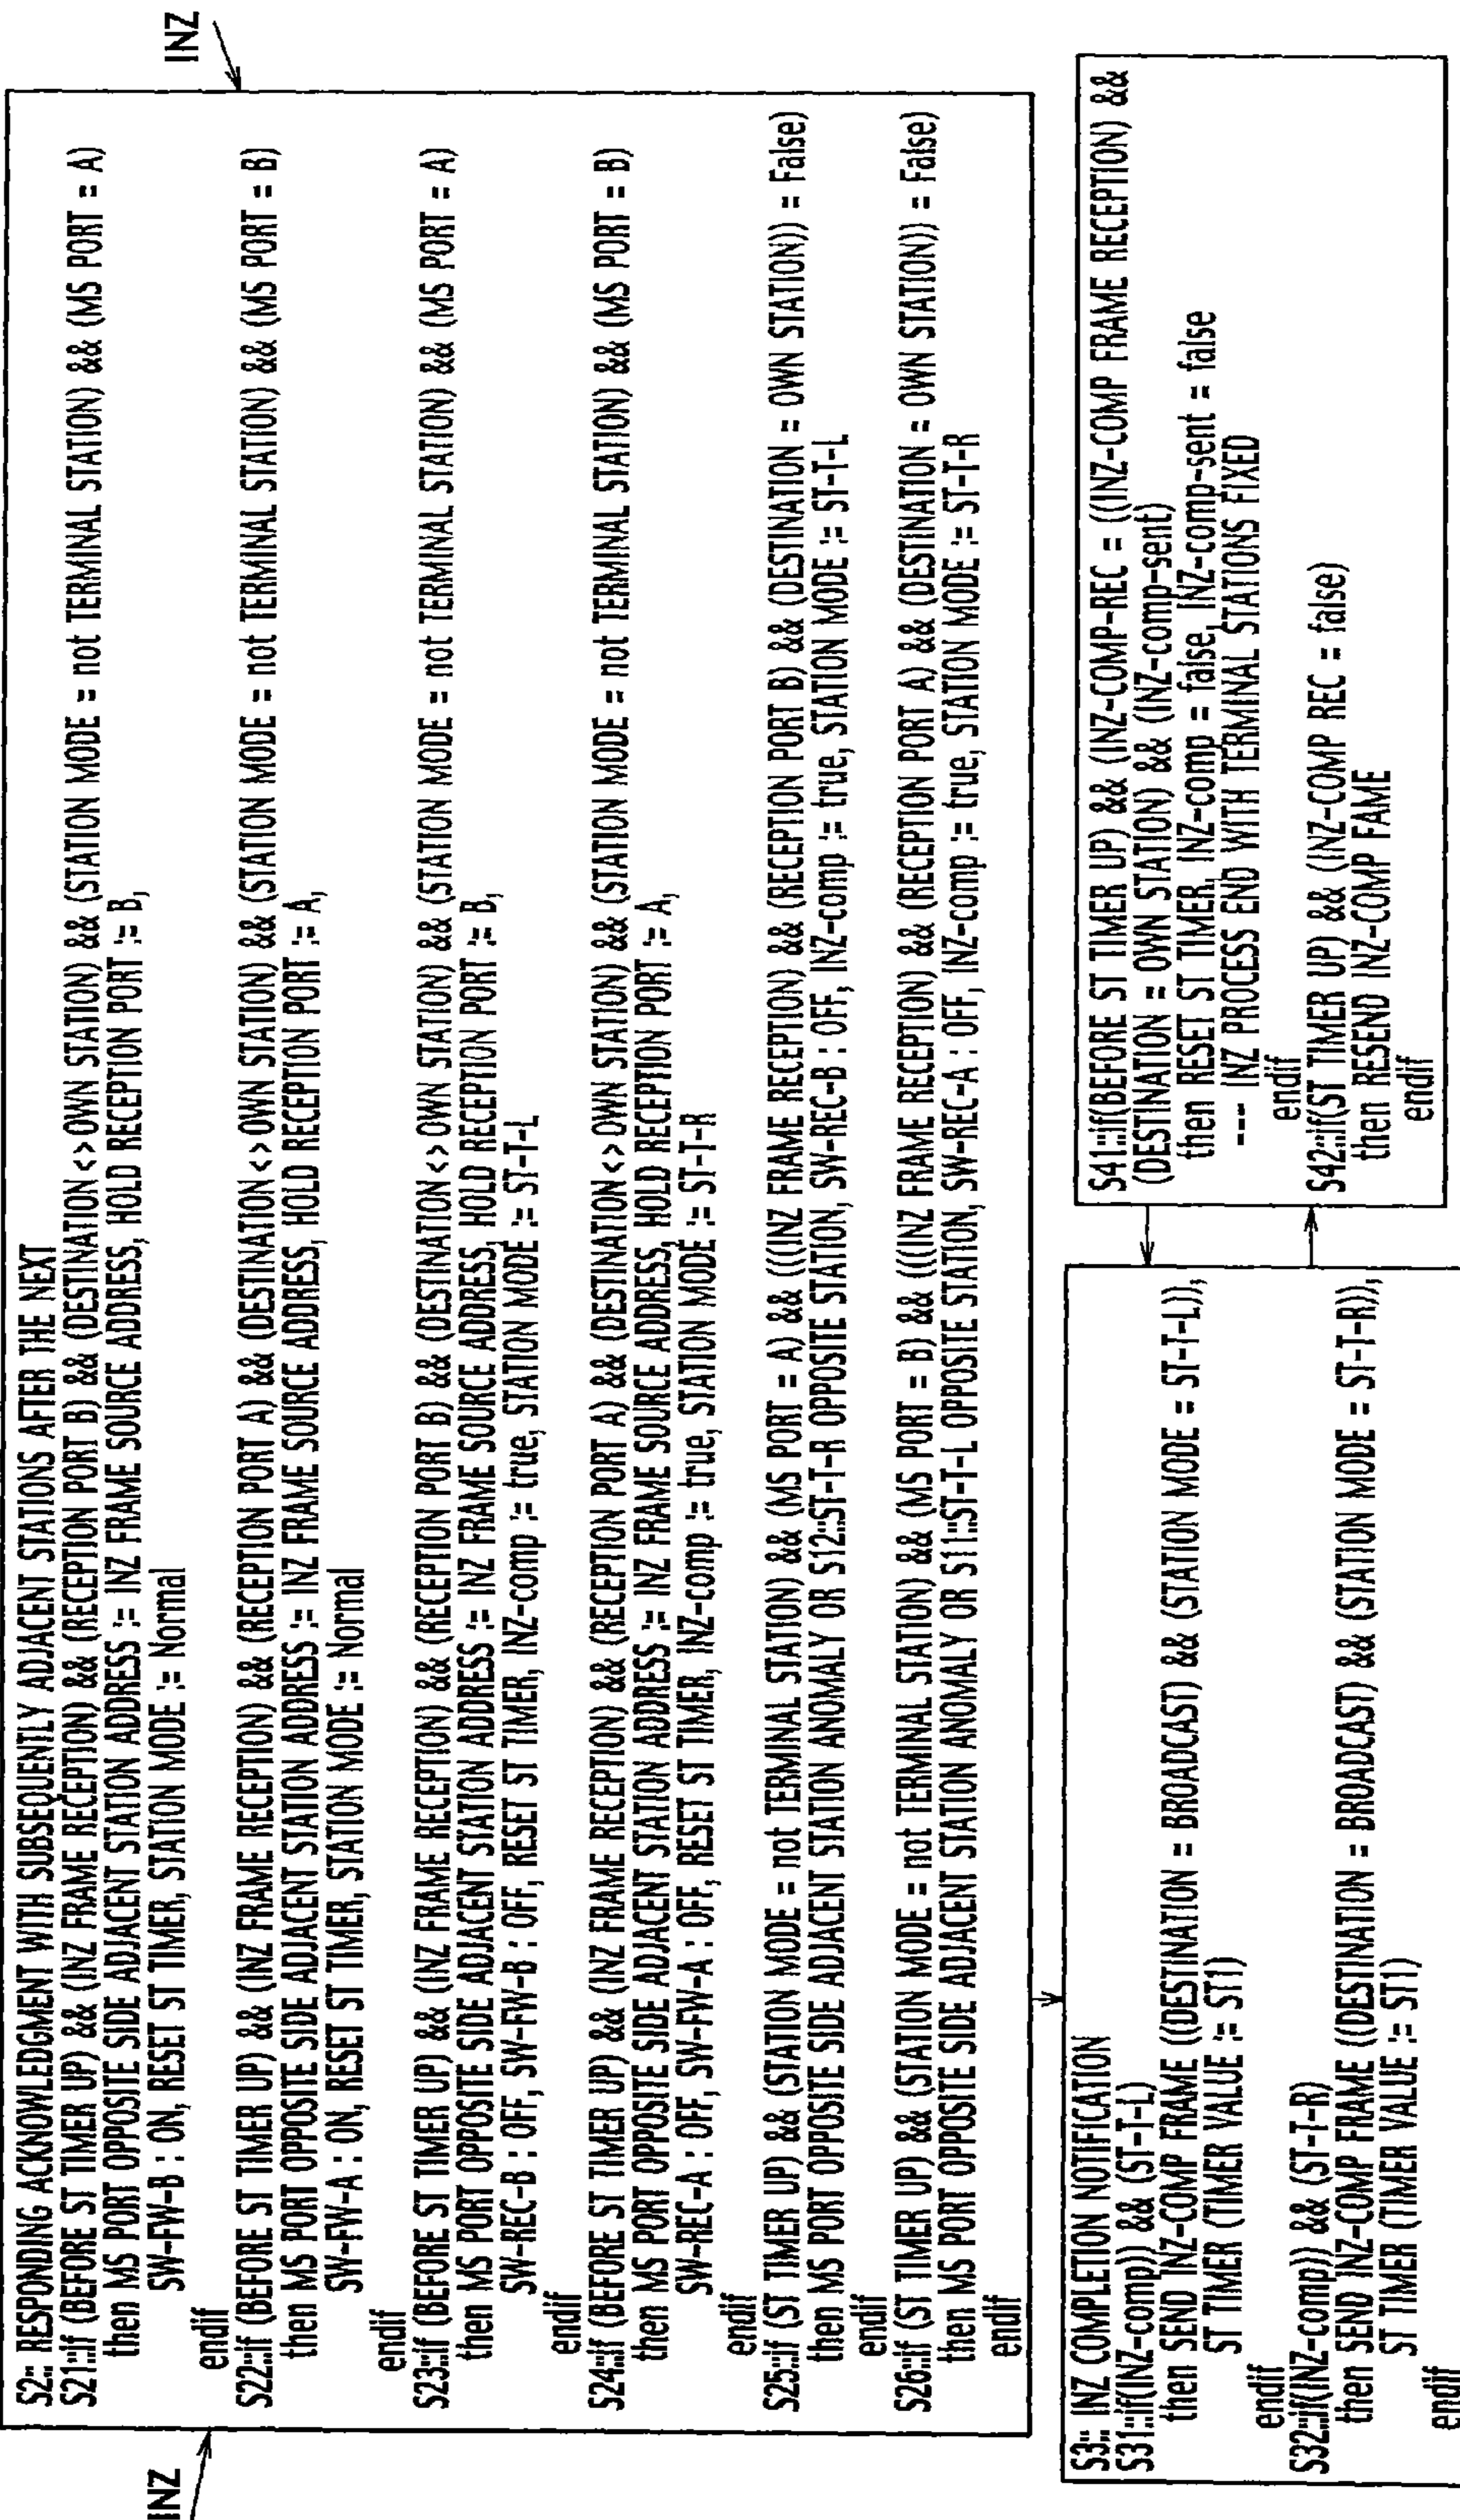 INZ
INZ
S2:: RESPONDING ACKNOWLEDGMENT WITH SUBSEQUENTLY ADJACENT STATIONS AFTER THE NEXT
S21::if (BEFORE ST TIMER UP) && (INZ FRAME RECEPTION) && (RECEPTION PORT B) && (DESTINATION <> OWN STATION) && (STATION MODE = not TERMINAL STATION) && (MS PORT = A)
then MS PORT OPPOSITE SIDE ADJACENT STATION ADDRESS := INZ FRAME SOURCE ADDRESS, HOLD RECEPTION PORT := B,
SW-FW-B : ON, RESET ST TIMER, STATION MODE := Normal
endif
S22::if (BEFORE ST TIMER UP) && (INZ FRAME RECEPTION) && (RECEPTION PORT A) && (DESTINATION <> OWN STATION) && (STATION MODE = not TERMINAL STATION) && (MS PORT = B)
then MS PORT OPPOSITE SIDE ADJACENT STATION ADDRESS := INZ FRAME SOURCE ADDRESS, HOLD RECEPTION PORT := A,
SW-FW-A : ON, RESET ST TIMER, STATION MODE := Normal
endif
S23::if (BEFORE ST TIMER UP) && (INZ FRAME RECEPTION) && (RECEPTION PORT B) && (DESTINATION <> OWN STATION) && (STATION MODE = not TERMINAL STATION) && (MS PORT = A)
then MS PORT OPPOSITE SIDE ADJACENT STATION ADDRESS := INZ FRAME SOURCE ADDRESS, HOLD RECEPTION PORT := B,
SW-REC-B : OFF, SW-FW-B : OFF, RESET ST TIMER, INZ-comp := true, STATION MODE := ST-T-L
endif
S24::if (BEFORE ST TIMER UP) && (INZ FRAME RECEPTION) && (RECEPTION PORT A) && (DESTINATION <> OWN STATION) && (STATION MODE = not TERMINAL STATION) && (MS PORT = B)
then MS PORT OPPOSITE SIDE ADJACENT STATION ADDRESS := INZ FRAME SOURCE ADDRESS, HOLD RECEPTION PORT := A,
SW-REC-A : OFF, SW-FW-A : OFF, RESET ST TIMER, INZ-comp := true, STATION MODE := ST-T-R
endif
S25::if (ST TIMER UP) && (STATION MODE = not TERMINAL STATION) && (MS PORT = A) && (((INZ FRAME RECEPTION) && (RECEPTION PORT B) && (DESTINATION = OWN STATION)) = False)
then MS PORT OPPOSITE SIDE ADJACENT STATION ANOMALY OR S12::ST-T-R OPPOSITE STATION, SW-REC-B : OFF, INZ-comp := true, STATION MODE := ST-T-L
endif
S26::if (ST TIMER UP) && (STATION MODE = not TERMINAL STATION) && (MS PORT = B) && (((INZ FRAME RECEPTION) && (RECEPTION PORT A) && (DESTINATION = OWN STATION)) = False)
then MS PORT OPPOSITE SIDE ADJACENT STATION ANOMALY OR S11::ST-T-L OPPOSITE STATION, SW-REC-A : OFF, INZ-comp := true, STATION MODE := ST-T-R
endif
S3:: INZ COMPLETION NOTIFICATION
S31::if(INZ-comp)) && (ST-T-L)
then SEND INZ-COMP FRAME ((DESTINATION = BROADCAST) && (STATION MODE = ST-T-L)),
ST TIMER (TIMER VALUE := ST1)
endif
S32::if(INZ-comp)) && (ST-T-R)
then SEND INZ-COMP FRAME ((DESTINATION = BROADCAST) && (STATION MODE = ST-T-R)),
ST TIMER (TIMER VALUE := ST1)
endif
S41::if(BEFORE ST TIMER UP) && (INZ-COMP-REC = ((INZ-COMP FRAME RECEPTION) &&
(DESTINATION = OWN STATION) && (INZ-comp-sent)
then RESET ST TIMER, INZ-comp = false, INZ-comp-sent = false
--- INZ PROCESS END WITH TERMINAL STATIONS FIXED
endif
S42::if(ST TIMER UP) && (INZ-COMP REC = false)
then RESEND INZ-COMP FAME
endif